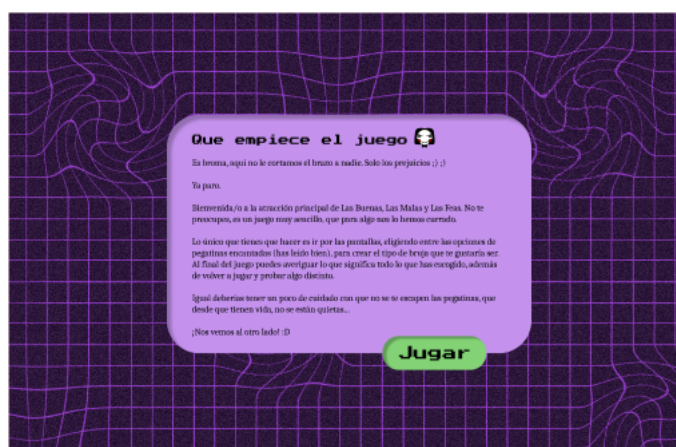 Que empiece el juego
Es broma, aquí no le cortamos el brazo a nadie. Solo los prejuicios ;) ;)
Ya paro.
Bienvenida/o a la atracción principal de Las Buenas, Las Malas y Las Feas. No te
preocupes, es un juego muy sencillo, que para algo nos lo hemos currado.
Lo único que tienes que hacer es ir por las pantallas, eligiendo entre las opciones de
pegatinas encantadas (has leído bien), para crear el tipo de bruja que te gustaría ser.
Al final del juego puedes averiguar lo que significa todo lo que has escogido, además
de volver a jugar y probar algo distinto.
Igual deberías tener un poco de cuidado con que no se te escapen las pegatinas, que
desde que tienen vida, no se están quietas...
¡Nos vemos al otro lado! :D
Jugar